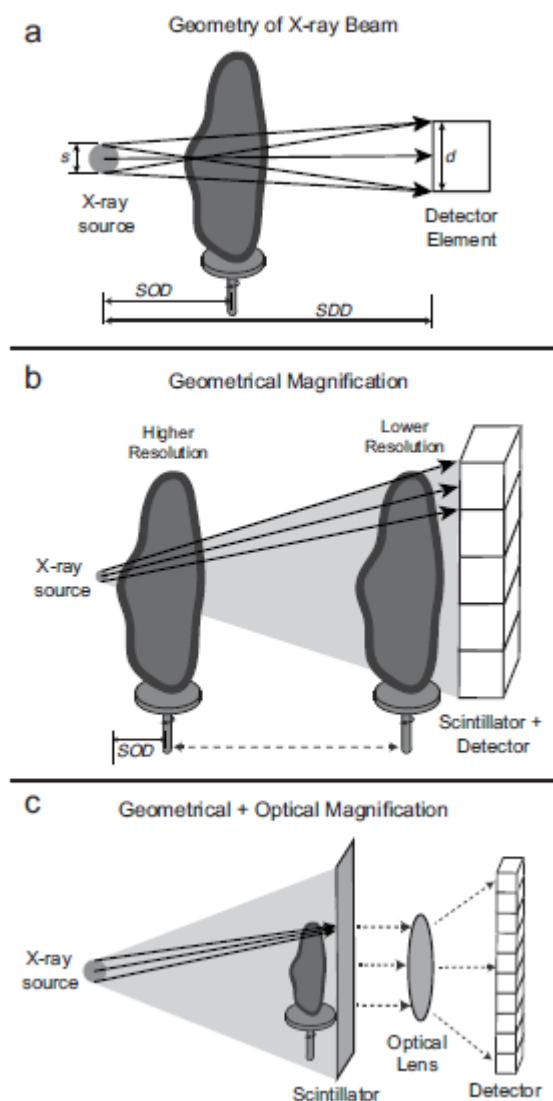 a
Geometry of X-ray Beam
s
d
X-ray
source
Detector
Element
SOD
SDD
b
Geometrical Magnification
Higher
Resolution
Lower
Resolution
X-ray
source
SOD
Scintillator +
Detector
c
Geometrical + Optical Magnification
X-ray
source
Optical
Lens
Scintillator
Detector